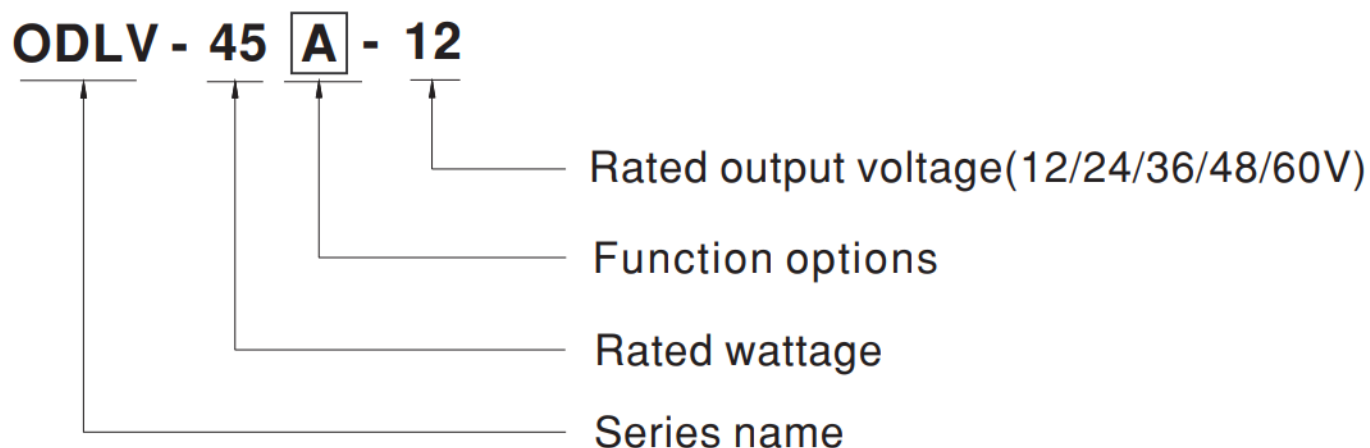 ODLV - 45 A - 12
Rated output voltage(12/24/36/48/60V)
Function options
Rated wattage
Series name